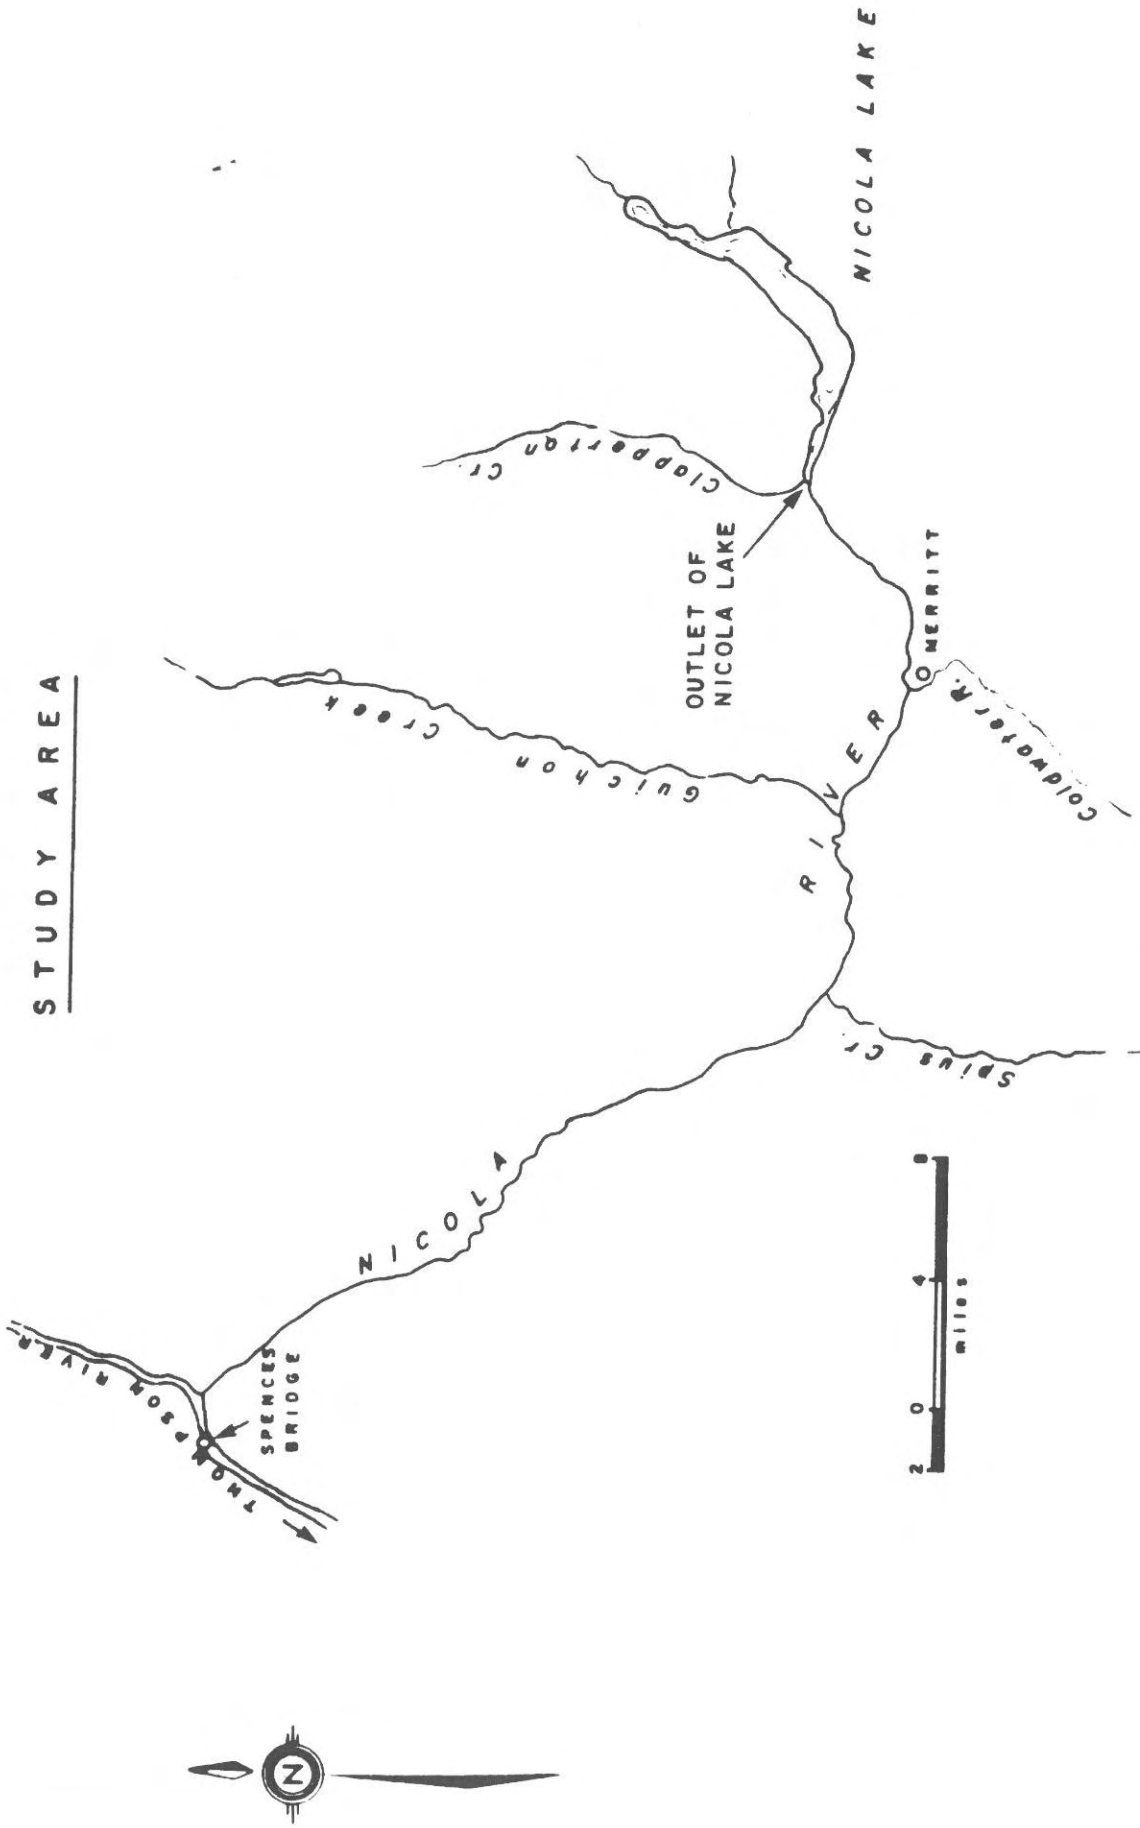 STUDY AREA
THOMPSON RIVER
SPENCES
BRIDGE
NICOLA RIVER
Guichon Creek
Clapperton Cr.
OUTLET OF
NICOLA LAKE
NICOLA LAKE
MERRITT
Coldwater R.
Spius Cr.
2 0 4 8
miles
N